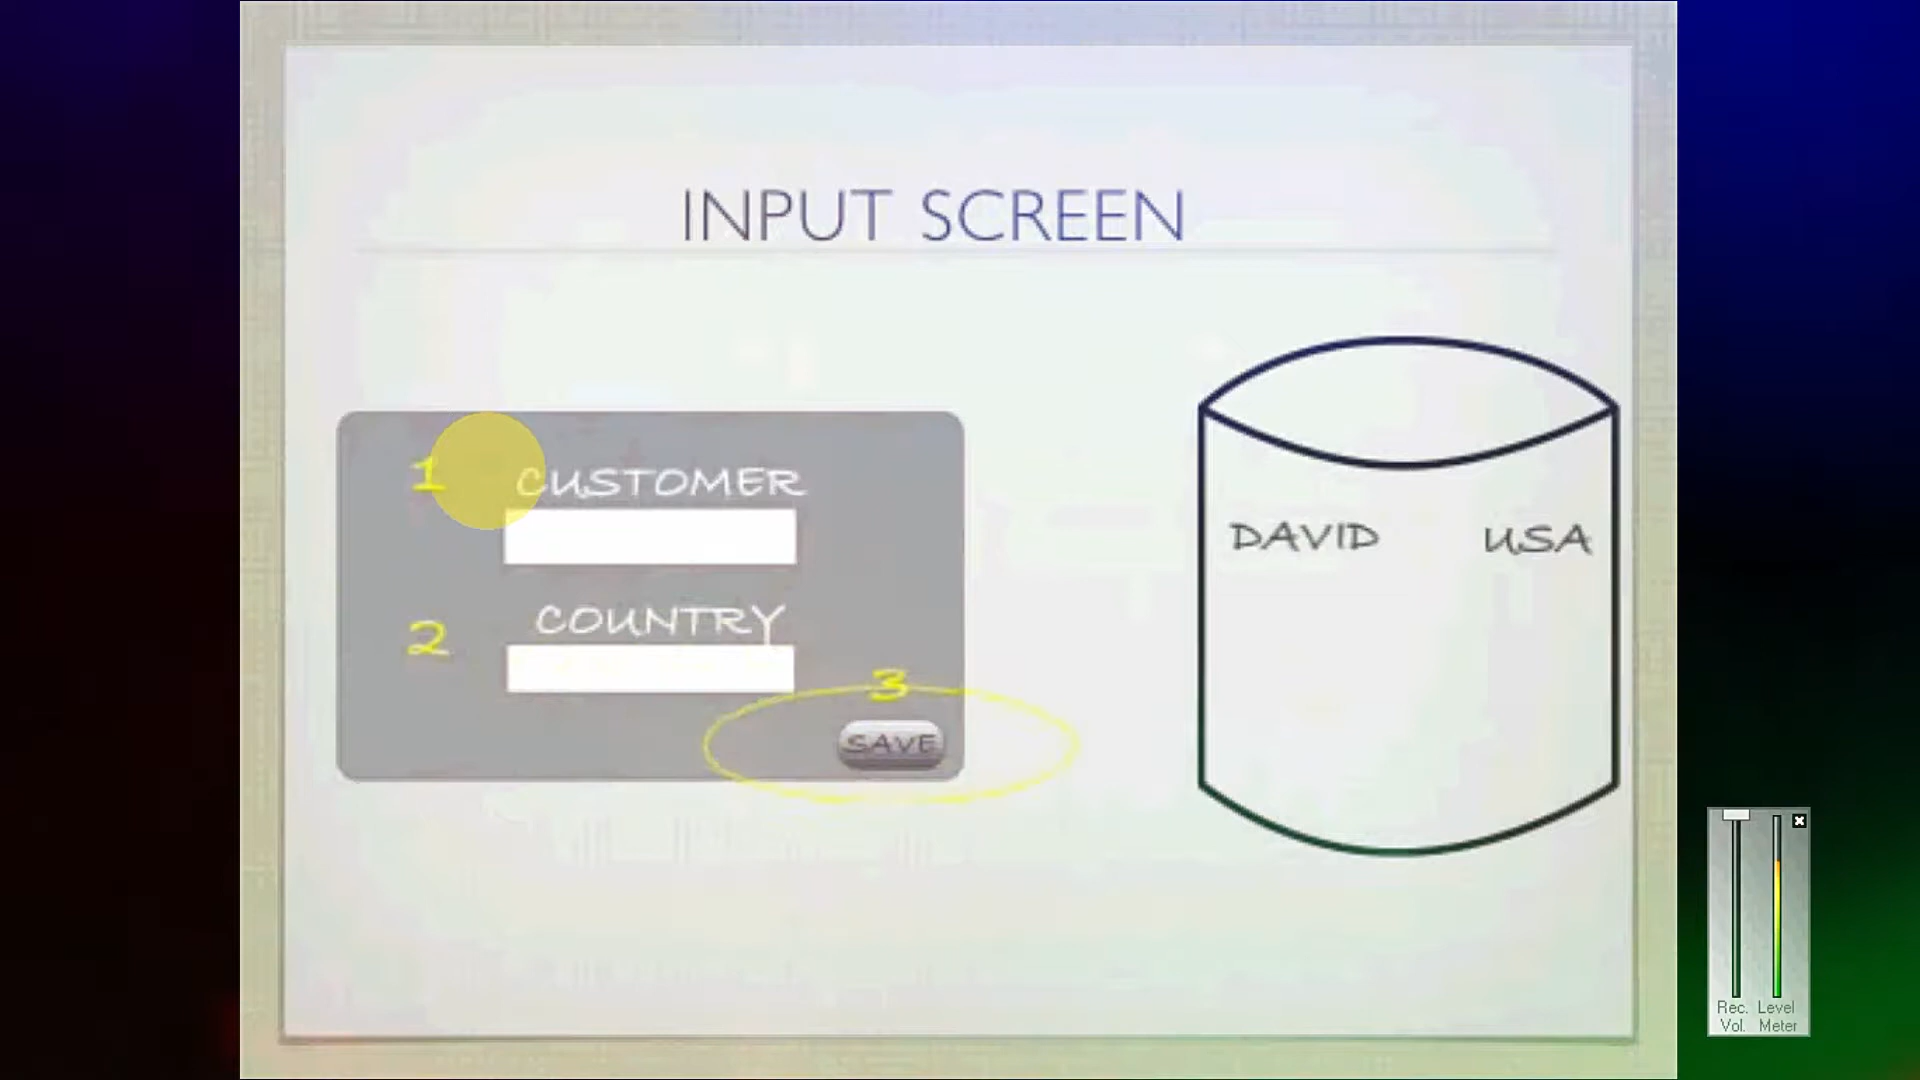 INPUT SCREEN
1 CUSTOMER
2 COUNTRY
3
SAVE
DAVID USA
Rec. Level
Vol. Meter